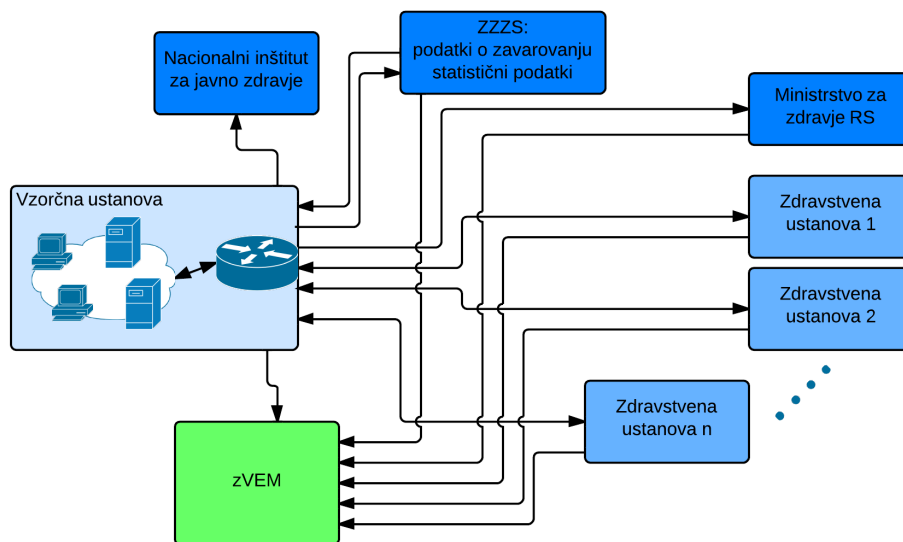 ZZZS:
podatki o zavarovanju
statistični podatki
Nacionalni inštitut
za javno zdravje
Ministrstvo za
zdravje RS
Vzorčna ustanova
Zdravstvena
ustanova 1
Zdravstvena
ustanova 2
Zdravstvena
ustanova n
zVEM